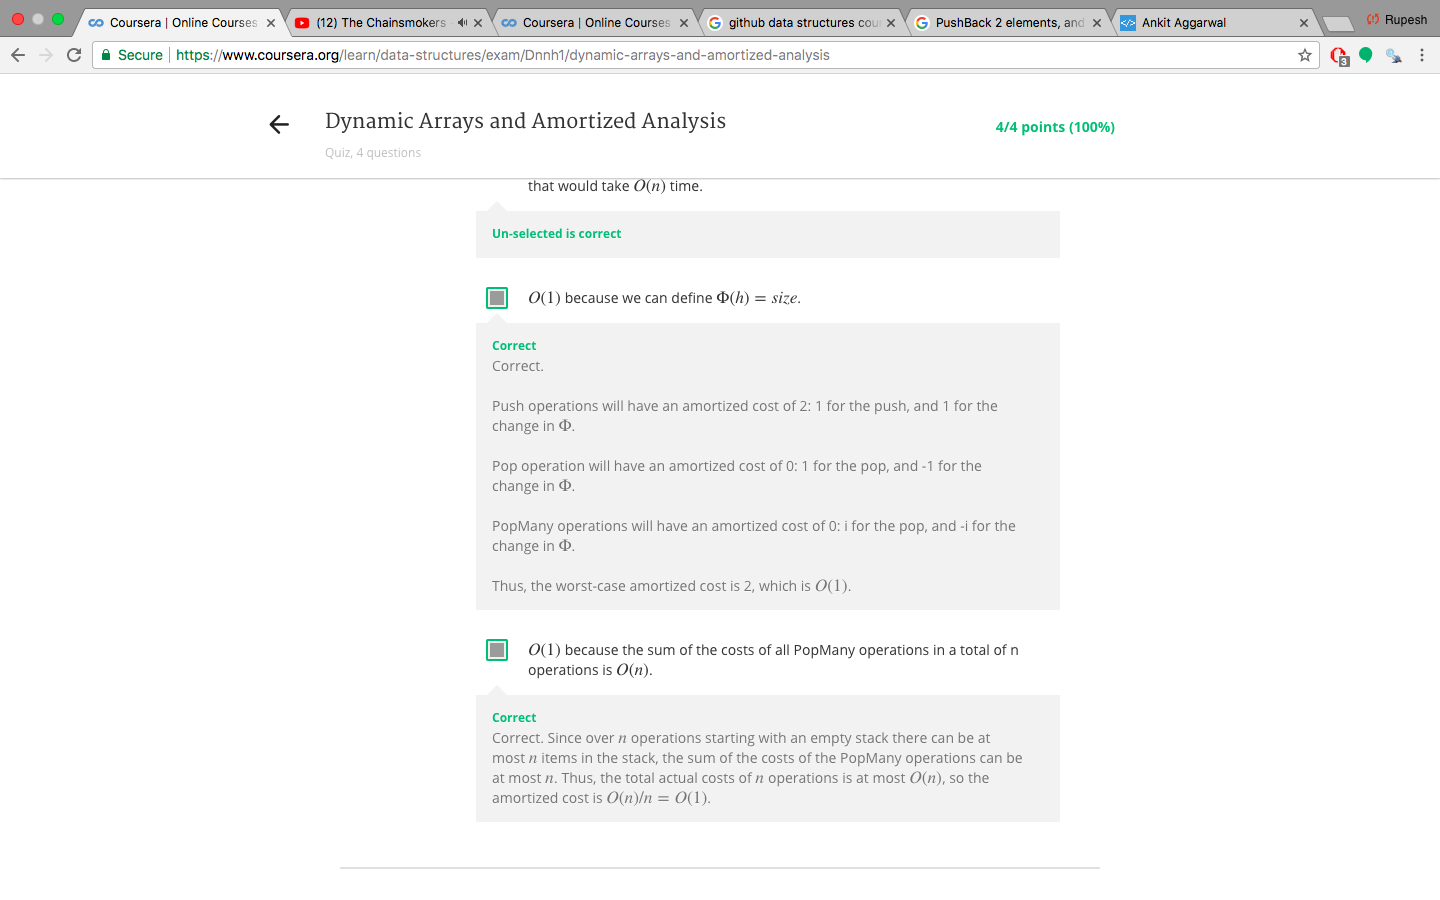 Coursera | Online Courses
(12) The Chainsmokers
Coursera | Online Courses
github data structures cou
PushBack 2 elements, and
Ankit Aggarwal
Rupesh
Secure
https://www.coursera.org/learn/data-structures/exam/Dnnh1/dynamic-arrays-and-amortized-analysis
3
Dynamic Arrays and Amortized Analysis
4/4 points (100%)
Quiz, 4 questions
that would take O(n) time.
Un-selected is correct
O(1) because we can define Φ(h) = size.
Correct
Correct.
Push operations will have an amortized cost of 2: 1 for the push, and 1 for the
change in Φ.
Pop operation will have an amortized cost of 0: 1 for the pop, and -1 for the
change in Φ.
PopMany operations will have an amortized cost of 0: i for the pop, and -i for the
change in Φ.
Thus, the worst-case amortized cost is 2, which is O(1).
O(1) because the sum of the costs of all PopMany operations in a total of n
operations is O(n).
Correct
Correct. Since over n operations starting with an empty stack there can be at
most n items in the stack, the sum of the costs of the PopMany operations can be
at most n. Thus, the total actual costs of n operations is at most O(n), so the
amortized cost is O(n)/n = O(1).